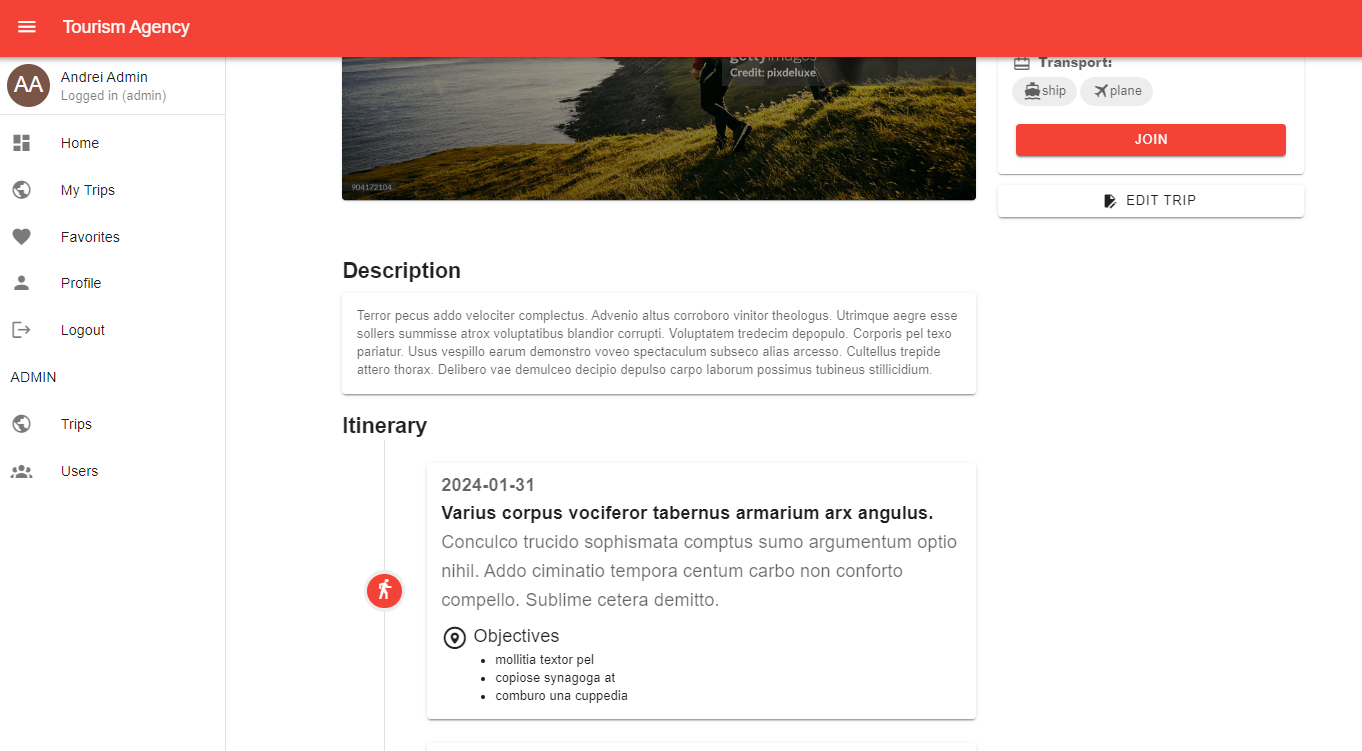 Tourism Agency
AA
Andrei Admin
Logged in (admin)
Home
My Trips
Favorites
Profile
Logout
ADMIN
Trips
Users
gettyimages
Credit: pixdeluxe
904172104
Transport:
ship
plane
JOIN
EDIT TRIP
Description
Terror pecus addo velociter complectus. Advenio altus corroboro vinitor theologus. Utrimque aegre esse
sollers summisse atrox voluptatibus blandior corrupti. Voluptatem tredecim depopulo. Corporis pel texo
pariatur. Usus vespillo earum demonstro voveo spectaculum subseco alias arcesso. Cultellus trepide
attero thorax. Delibero vae demulceo decipio depulso carpo laborum possimus tubineus stillicidium.
Itinerary
2024-01-31
Varius corpus vociferor tabernus armarium arx angulus.
Conculco trucido sophismata comptus sumo argumentum optio
nihil. Addo ciminatio tempora centum carbo non conforto
compello. Sublime cetera demitto.
Objectives
mollitia textor pel
copiose synagoga at
comburo una cuppedia